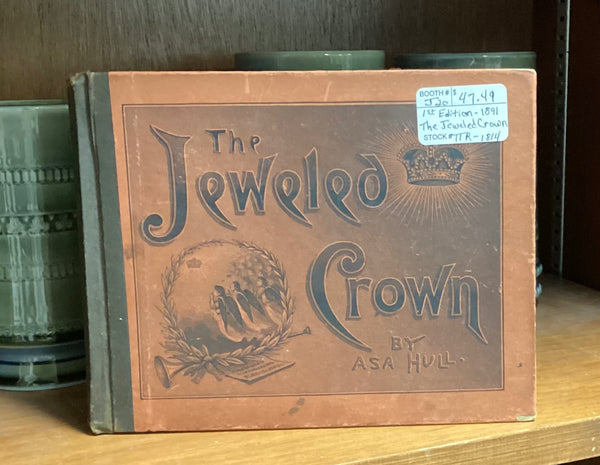 BOOTH # J20 $ 47.49
1st Edition - 1891
The Jeweled Crown
STOCK # TTR-1814
The
Jeweled
Crown
BY
ASA HULL.